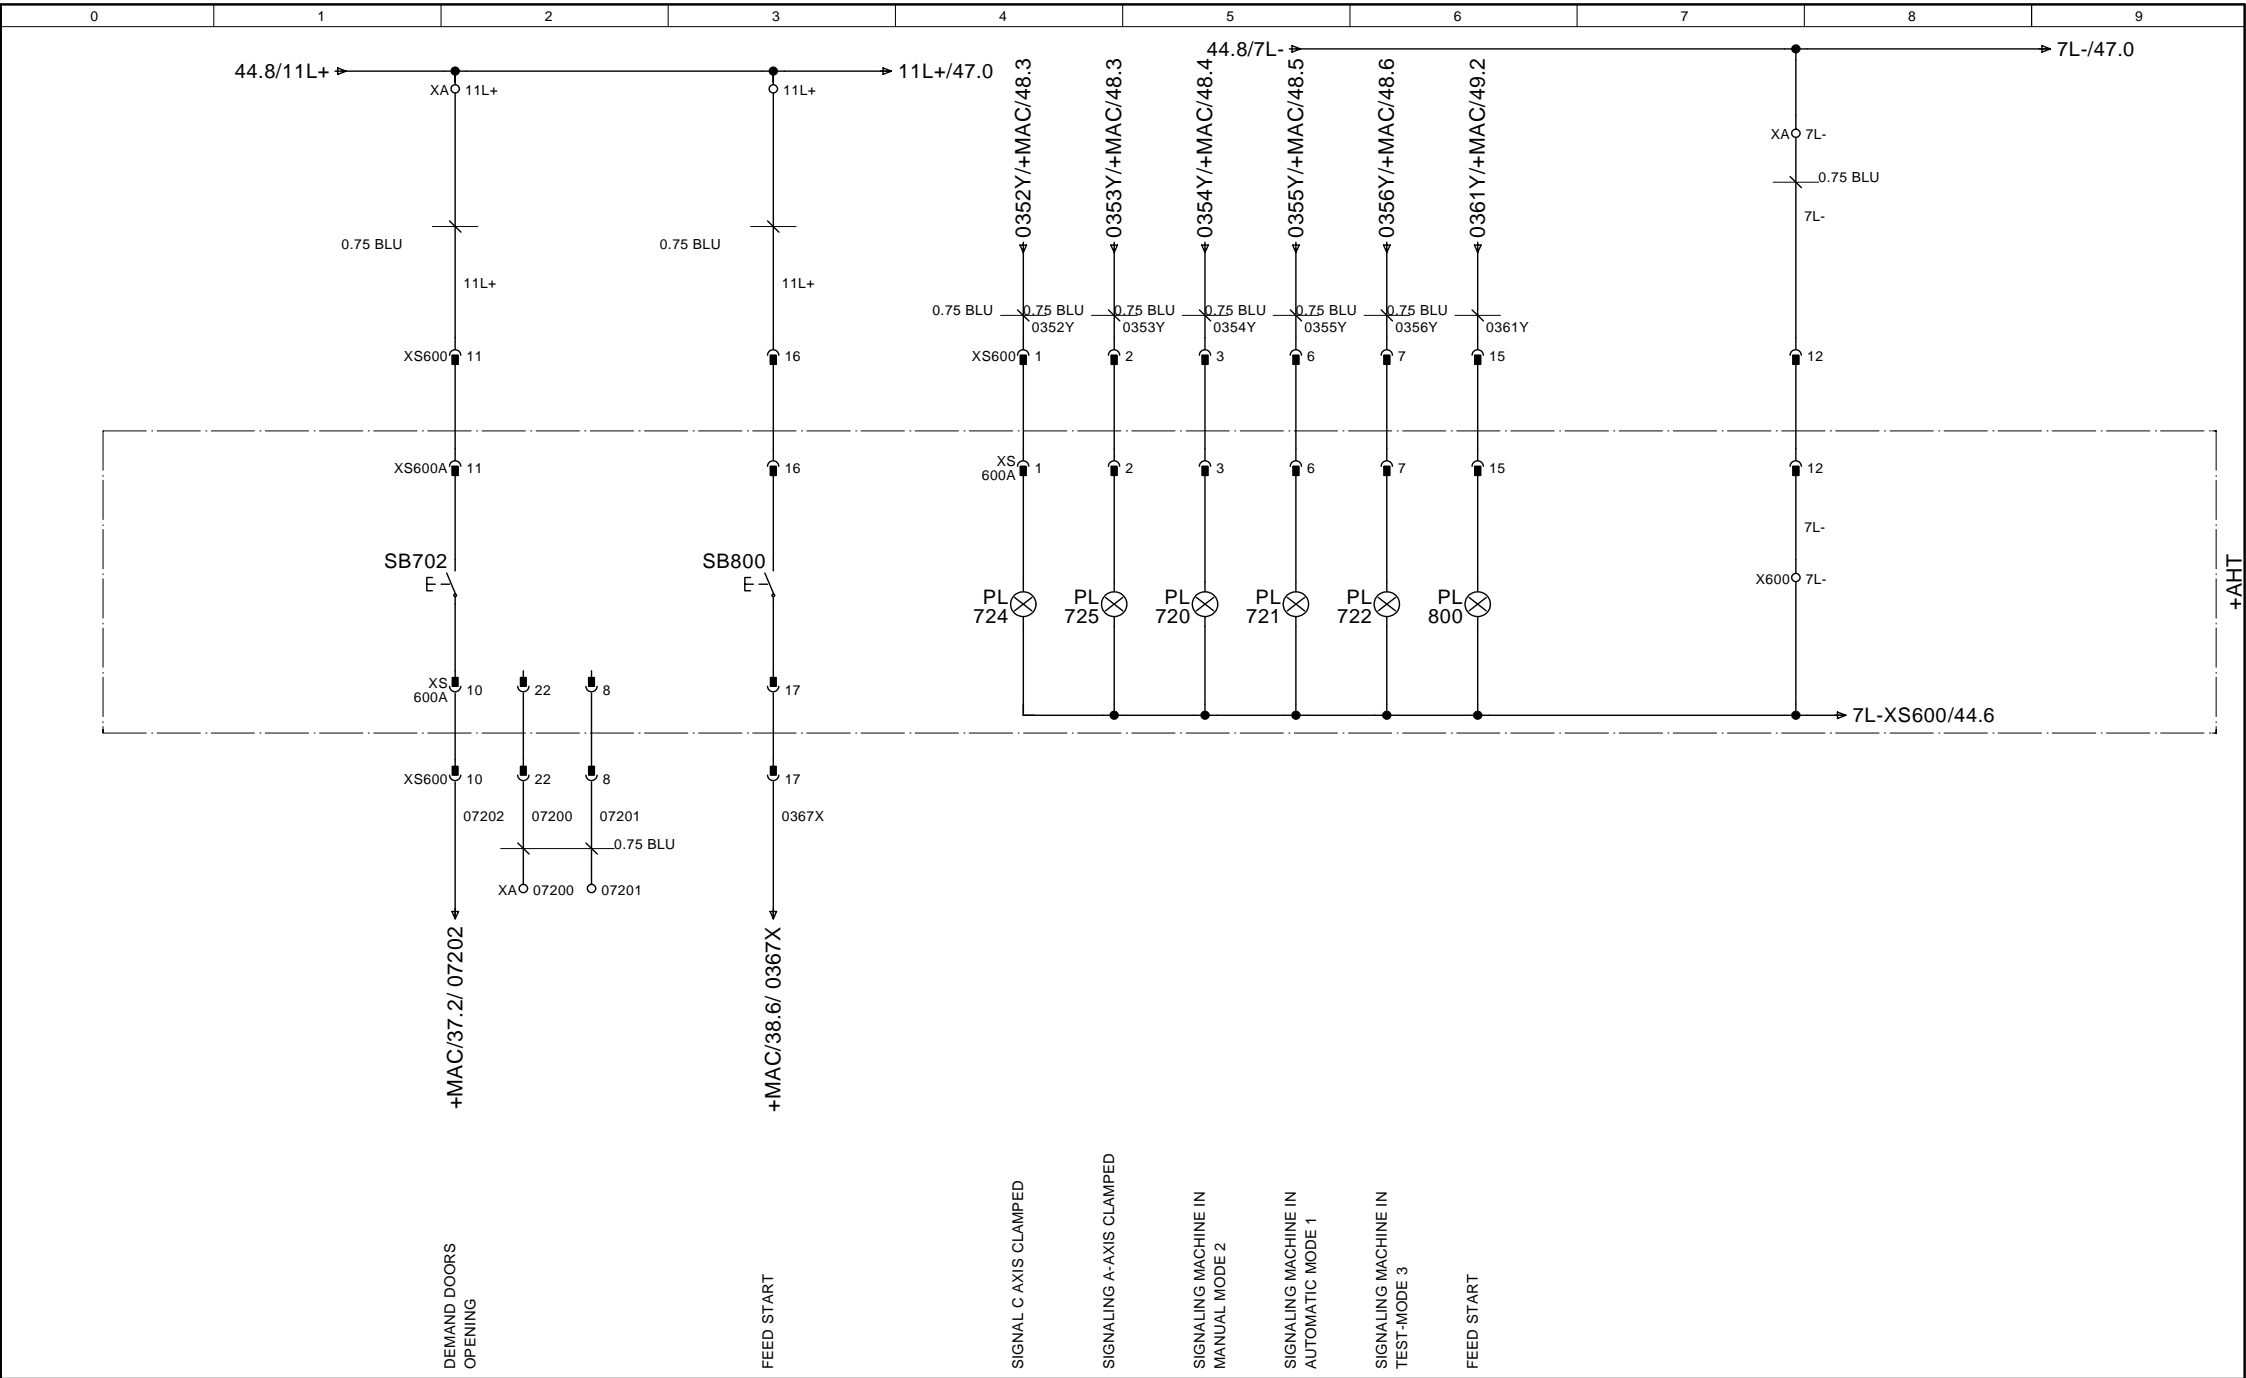 0 1 2 3 4 5 6 7 8 9
44.8/7L- 7L-/47.0
44.8/11L+ 11L+/47.0
XA 11L+ 11L+
0352Y/+MAC/48.3
0353Y/+MAC/48.3
0354Y/+MAC/48.4
0355Y/+MAC/48.5
0356Y/+MAC/48.6
0361Y/+MAC/49.2
XA 7L-
0.75 BLU
7L-
0.75 BLU 0.75 BLU
11L+ 11L+
0.75 BLU 0.75 BLU 0.75 BLU 0.75 BLU 0.75 BLU 0.75 BLU
0352Y 0353Y 0354Y 0355Y 0356Y 0361Y
XS600 11 16 XS600 1 2 3 6 7 15 12
XS600A 11 16 XS 600A 1 2 3 6 7 15 12
7L-
SB702 SB800
X600 7L-
+AHT
PL 724
PL 725
PL 720
PL 721
PL 722
PL 800
XS 600A 10 22 8 17
7L-XS600/44.6
XS600 10 22 8 17
07202 07200 07201 0367X
0.75 BLU
XA 07200 07201
+MAC/37.2/ 07202
+MAC/38.6/ 0367X
DEMAND DOORS
OPENING
FEED START
SIGNAL C AXIS CLAMPED
SIGNALING A-AXIS CLAMPED
SIGNALING MACHINE IN
MANUAL MODE 2
SIGNALING MACHINE IN
AUTOMATIC MODE 1
SIGNALING MACHINE IN
TEST-MODE 3
FEED START